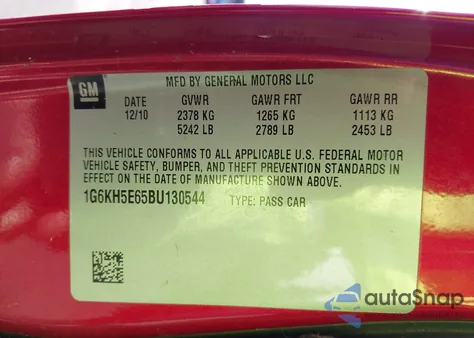 GM
MFD BY GENERAL MOTORS LLC
DATE GVWR GAWR FRT GAWR RR
12/10 2378 KG 1265 KG 1113 KG
5242 LB 2789 LB 2453 LB
THIS VEHICLE CONFORMS TO ALL APPLICABLE U.S. FEDERAL MOTOR
VEHICLE SAFETY, BUMPER, AND THEFT PREVENTION STANDARDS IN
EFFECT ON THE DATE OF MANUFACTURE SHOWN ABOVE.
1G6KH5E65BU130544 TYPE: PASS CAR
autoSnap